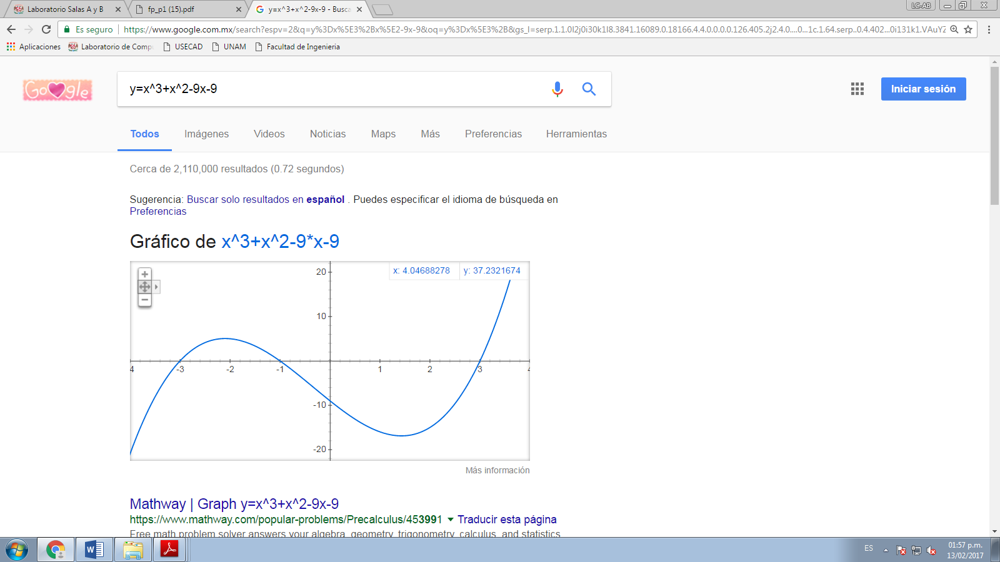 Laboratorio Salas A y B
fp_p1 (15).pdf
y=x^3+x^2-9x-9 - Busca
LC-AB
Es seguro
https://www.google.com.mx/search?espv=2&q=y%3Dx%5E3%2Bx%5E2-9x-9&oq=y%3Dx%5E3%2B&gs_l=serp.1.1.0l2j0i30k1l8.3841.16089.0.18166.4.4.0.0.0.0.126.405.2j2.4.0....0...1c.1.64.serp..0.4.402...0i131k1.VAuYZ
Aplicaciones
Laboratorio de Comp
USECAD
UNAM
Facultad de Ingenieria
Google
y=x^3+x^2-9x-9
Iniciar sesión
Todos Imágenes Videos Noticias Maps Más Preferencias Herramientas
Cerca de 2,110,000 resultados (0.72 segundos)
Sugerencia: Buscar solo resultados en español . Puedes especificar el idioma de búsqueda en
Preferencias
Gráfico de x^3+x^2-9*x-9
x: 4.04688278 y: 37.2321674
20
10
4 -3 -2 -1 1 2 3 4
-10
-20
Más información
Mathway | Graph y=x^3+x^2-9x-9
https://www.mathway.com/popular-problems/Precalculus/453991 Traducir esta página
Free math problem solver answers your algebra, geometry, trigonometry, calculus, and statistics
ES
01:57 p.m.
13/02/2017